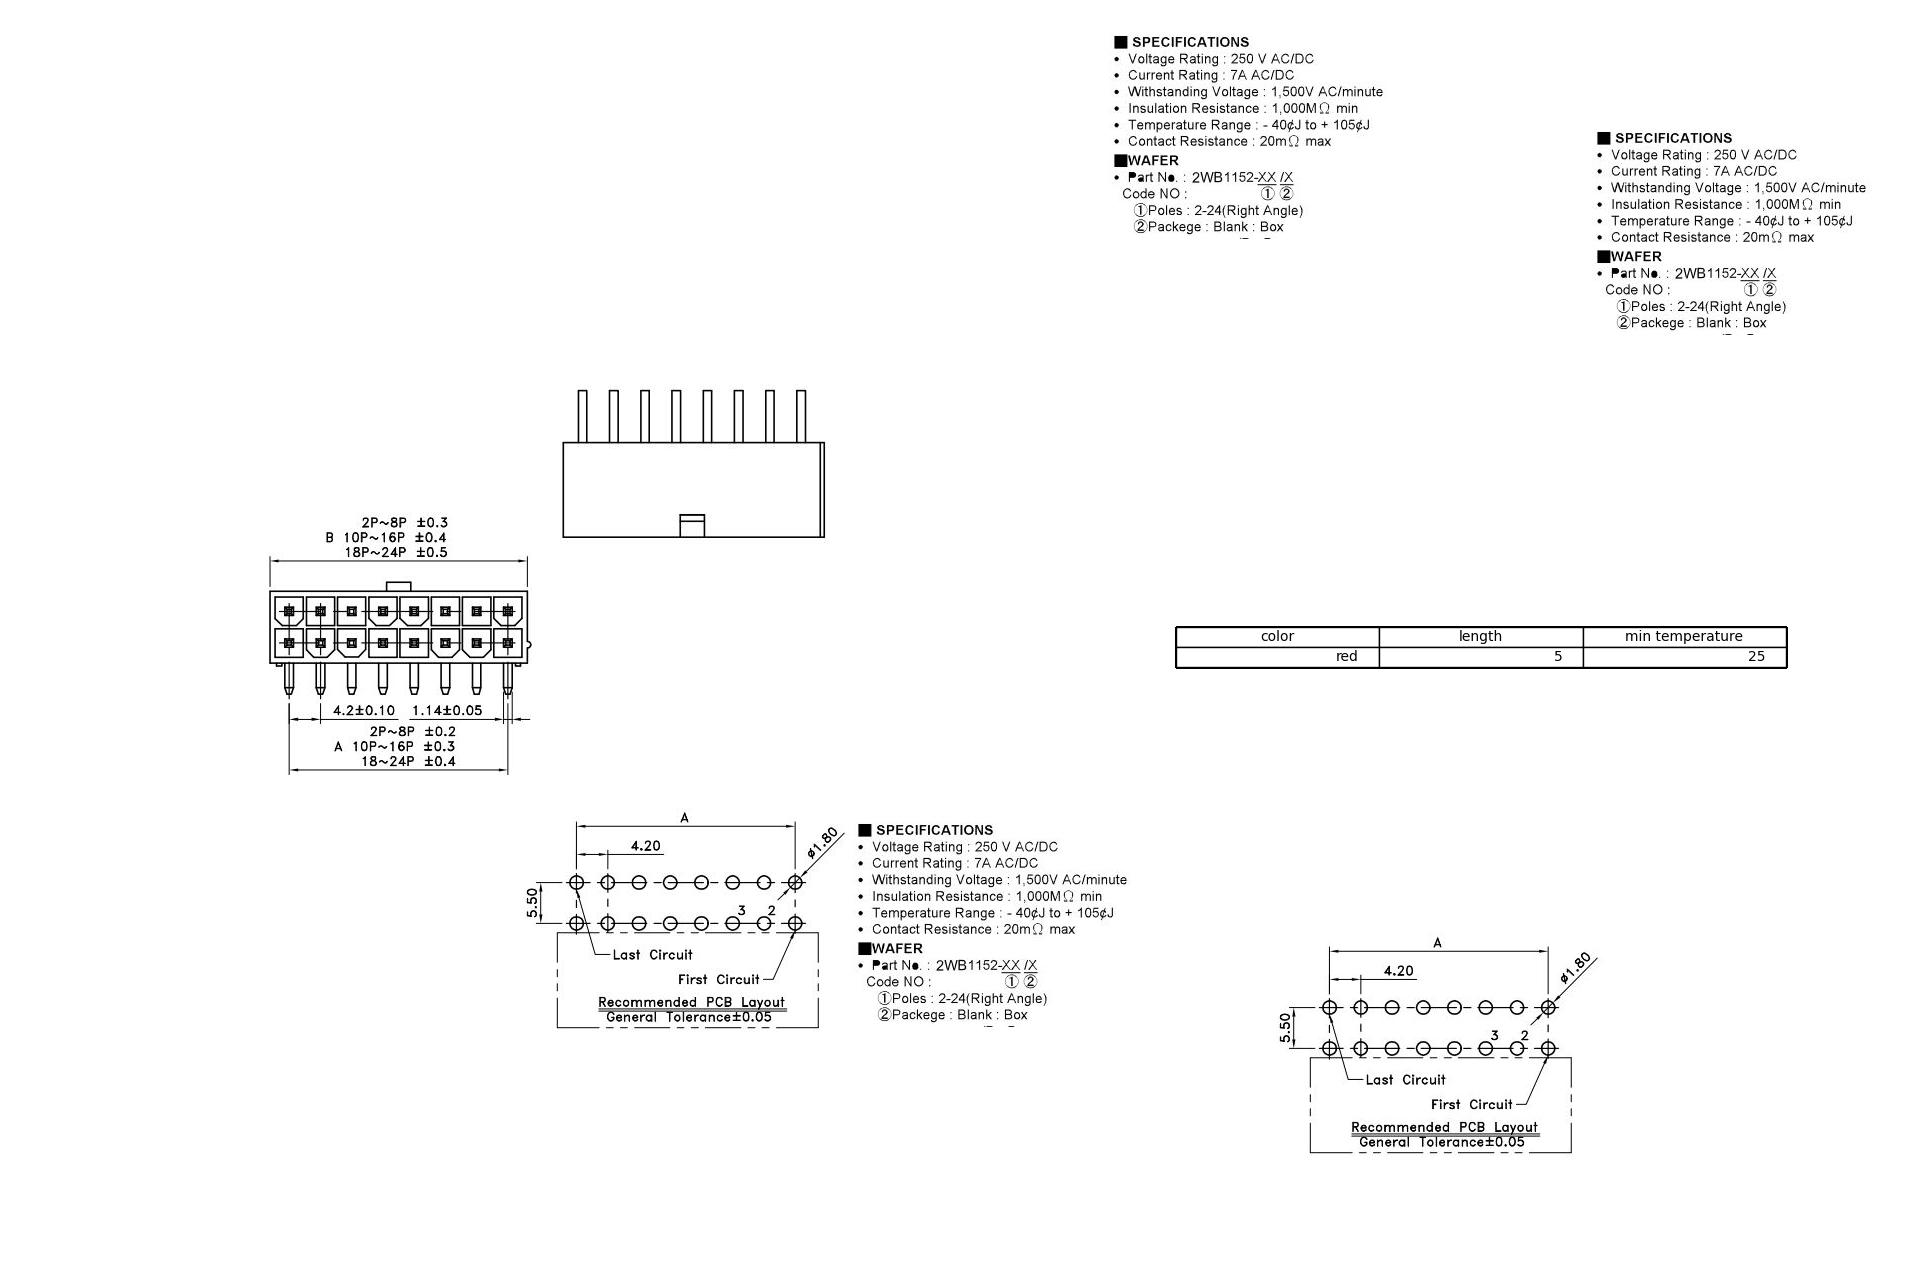 ■ SPECIFICATIONS
• Voltage Rating : 250 V AC/DC
• Current Rating : 7A AC/DC
• Withstanding Voltage : 1,500V AC/minute
• Insulation Resistance : 1,000MΩ min
• Temperature Range : - 40¢J to + 105¢J
• Contact Resistance : 20mΩ max
■WAFER
• Part No. : 2WB1152-XX /X
Code NO : ① ②
①Poles : 2-24(Right Angle)
②Packege : Blank : Box
■ SPECIFICATIONS
• Voltage Rating : 250 V AC/DC
• Current Rating : 7A AC/DC
• Withstanding Voltage : 1,500V AC/minute
• Insulation Resistance : 1,000MΩ min
• Temperature Range : - 40¢J to + 105¢J
• Contact Resistance : 20mΩ max
■WAFER
• Part No. : 2WB1152-XX /X
Code NO : ① ②
①Poles : 2-24(Right Angle)
②Packege : Blank : Box
2P~8P ±0.3
B 10P~16P ±0.4
18P~24P ±0.5
4.2±0.10 1.14±0.05
2P~8P ±0.2
A 10P~16P ±0.3
18~24P ±0.4
color length min temperature
red 5 25
A
4.20
ø1.80
5.50
3 2
Last Circuit
First Circuit
Recommended PCB Layout
General Tolerance±0.05
■ SPECIFICATIONS
• Voltage Rating : 250 V AC/DC
• Current Rating : 7A AC/DC
• Withstanding Voltage : 1,500V AC/minute
• Insulation Resistance : 1,000MΩ min
• Temperature Range : - 40¢J to + 105¢J
• Contact Resistance : 20mΩ max
■WAFER
• Part No. : 2WB1152-XX /X
Code NO : ① ②
①Poles : 2-24(Right Angle)
②Packege : Blank : Box
A
4.20
ø1.80
5.50
3 2
Last Circuit
First Circuit
Recommended PCB Layout
General Tolerance±0.05